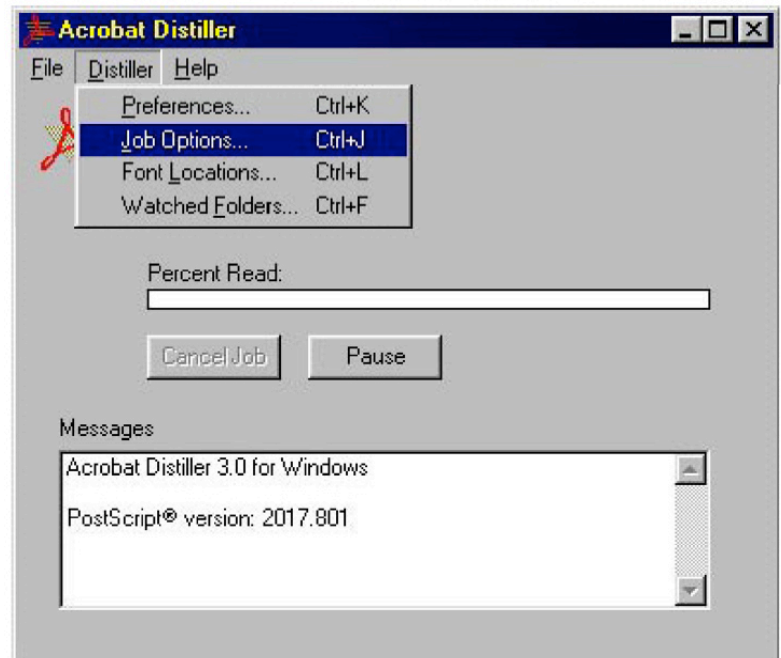 Acrobat Distiller
File Distiller Help
Preferences... Ctrl+K
Job Options... Ctrl+J
Font Locations... Ctrl+L
Watched Folders... Ctrl+F
Percent Read:
Cancel Job Pause
Messages
Acrobat Distiller 3.0 for Windows
PostScript® version: 2017.801